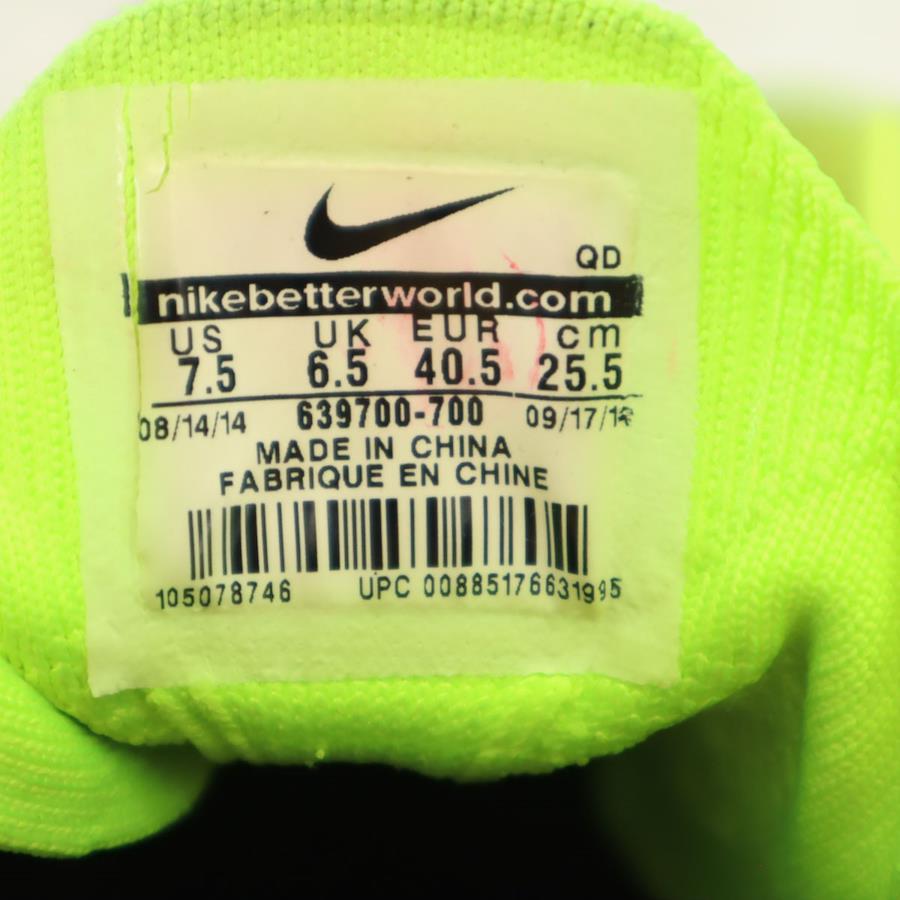 QD
nikebetterworld.com
US UK EUR cm
7.5 6.5 40.5 25.5
08/14/14 639700-700
MADE IN CHINA
FABRIQUE EN CHINE
105078746 UPC 00885176631995